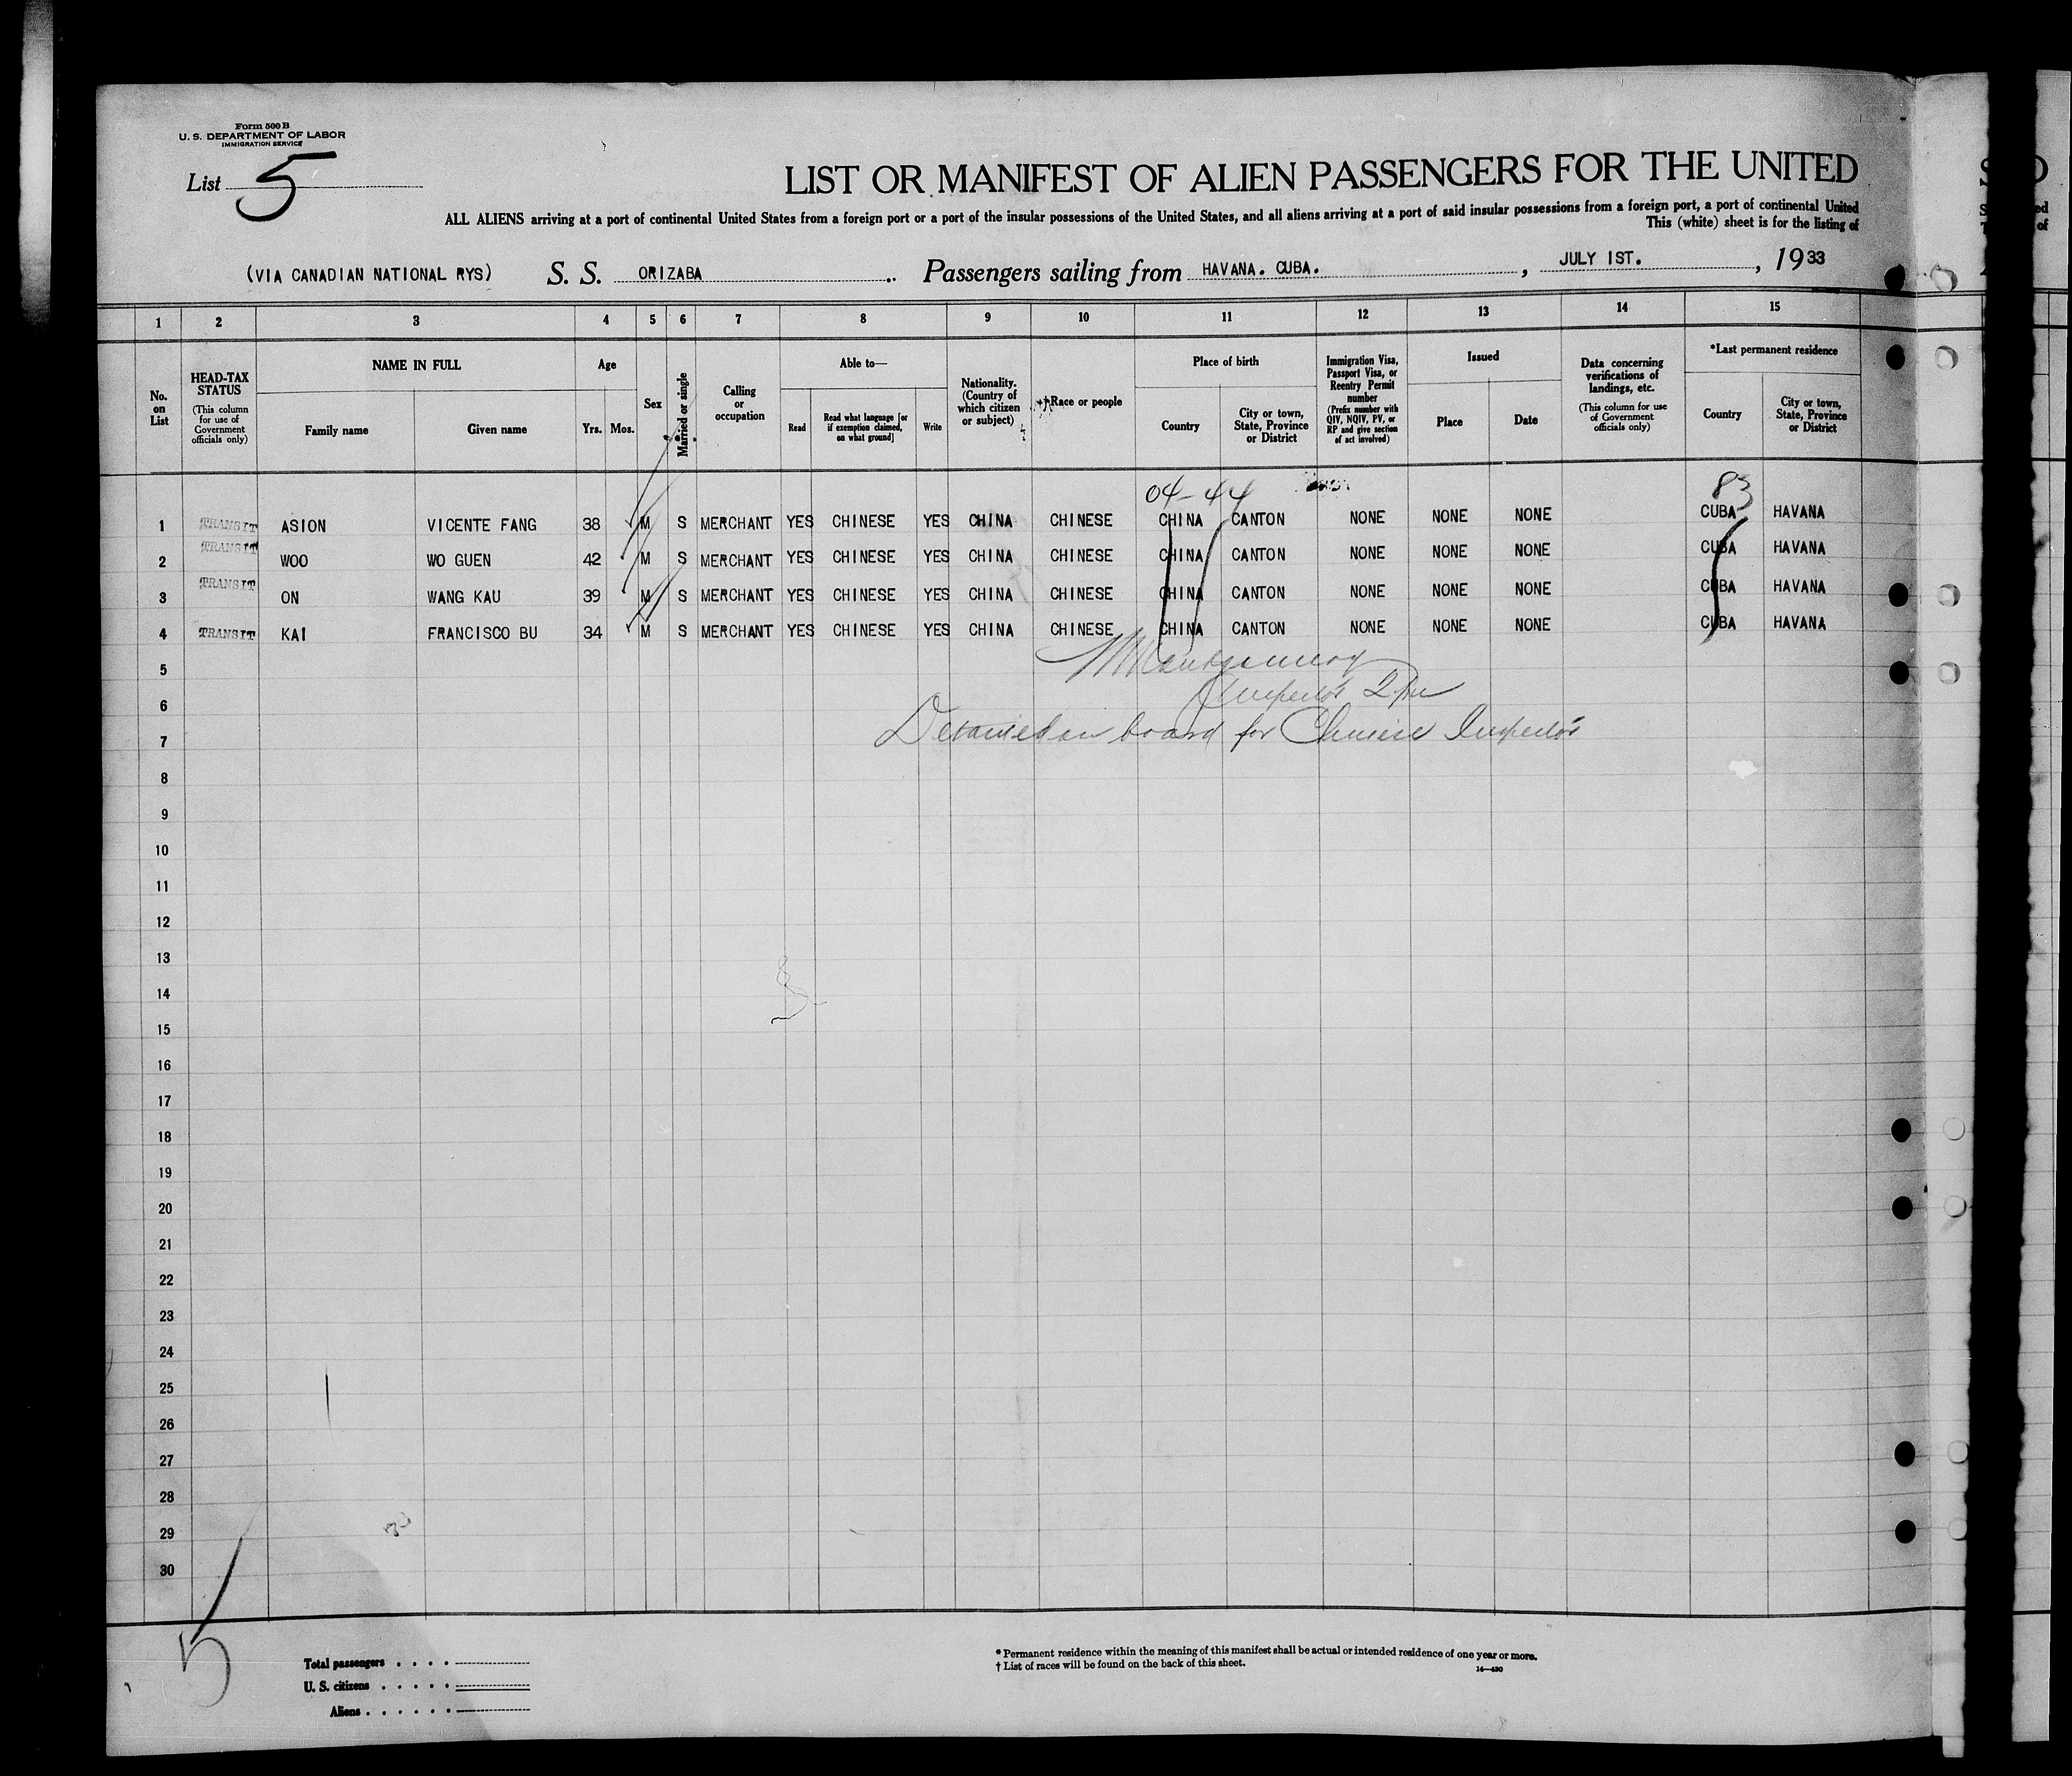 Form 500 B
U. S. DEPARTMENT OF LABOR
IMMIGRATION SERVICE
List 5
LIST OR MANIFEST OF ALIEN PASSENGERS FOR THE UNITED
ALL ALIENS arriving at a port of continental United States from a foreign port or a port of the insular possessions of the United States, and all aliens arriving at a port of said insular possessions from a foreign port, a port of continental United
This (white) sheet is for the listing of
(VIA CANADIAN NATIONAL RYS) S. S. ORIZABA Passengers sailing from HAVANA. CUBA. , JULY 1ST. , 1933
1 2 3 4 5 6 7 8 9 10 11 12 13 14 15
No. on List
HEAD-TAX STATUS
(This column for use of Government officials only)
NAME IN FULL
Family name
Given name
Age
Yrs. Mos.
Sex
Married or single
Calling or occupation
Able to—
Read
Read what language [or if exemption claimed, on what ground]
Write
Nationality. (Country of which citizen or subject)
†Race or people
Place of birth
Country
City or town, State, Province or District
Immigration Visa, Passport Visa, or Reentry Permit number
(Prefix number with QIV, NQIV, PV, or RP and give section of act involved)
Issued
Place
Date
Data concerning verifications of landings, etc.
(This column for use of Government officials only)
*Last permanent residence
Country
City or town, State, Province or District
04-44 83
1 TRANSIT ASION VICENTE FANG 38 M S MERCHANT YES CHINESE YES CHINA CHINESE CHINA CANTON NONE NONE NONE CUBA HAVANA
2 TRANSIT WOO WO GUEN 42 M S MERCHANT YES CHINESE YES CHINA CHINESE CHINA CANTON NONE NONE NONE CUBA HAVANA
3 TRANSIT ON WANG KAU 39 M S MERCHANT YES CHINESE YES CHINA CHINESE CHINA CANTON NONE NONE NONE CUBA HAVANA
4 TRANSIT KAI FRANCISCO BU 34 M S MERCHANT YES CHINESE YES CHINA CHINESE CHINA CANTON NONE NONE NONE CUBA HAVANA
5 Montgomery
6 Inspector
7 Detained on board for Chinese Inspector
8
9
10
11
12
13
14
15
16
17
18
19
20
21
22
23
24
25
26
27
28
29
30
5
Total passengers
U. S. citizens
Aliens
* Permanent residence within the meaning of this manifest shall be actual or intended residence of one year or more.
† List of races will be found on the back of this sheet.
14—430